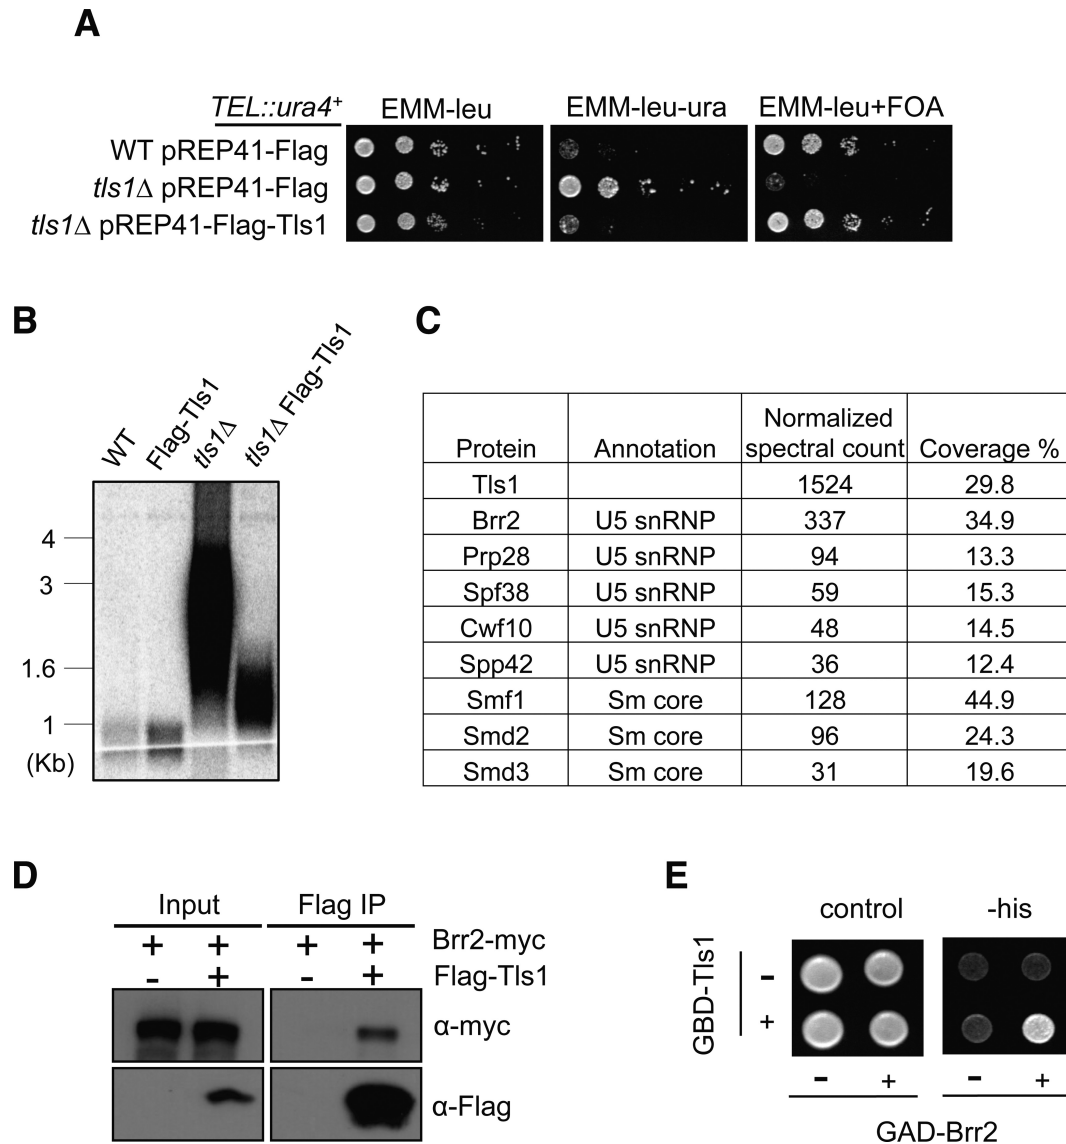 A
TEL::ura4+ EMM-leu EMM-leu-ura EMM-leu+FOA
WT pREP41-Flag
tls1Δ pREP41-Flag
tls1Δ pREP41-Flag-Tls1
B
WT Flag-Tls1 tls1Δ tls1Δ Flag-Tls1
4
3
1.6
1
(Kb)
C
Protein Annotation Normalized spectral count Coverage %
Tls1 1524 29.8
Brr2 U5 snRNP 337 34.9
Prp28 U5 snRNP 94 13.3
Spf38 U5 snRNP 59 15.3
Cwf10 U5 snRNP 48 14.5
Spp42 U5 snRNP 36 12.4
Smf1 Sm core 128 44.9
Smd2 Sm core 96 24.3
Smd3 Sm core 31 19.6
D
Input Flag IP
+ + + + Brr2-myc
- + - + Flag-Tls1
α-myc
α-Flag
E
control -his
GBD-Tls1
-
+
- + - +
GAD-Brr2